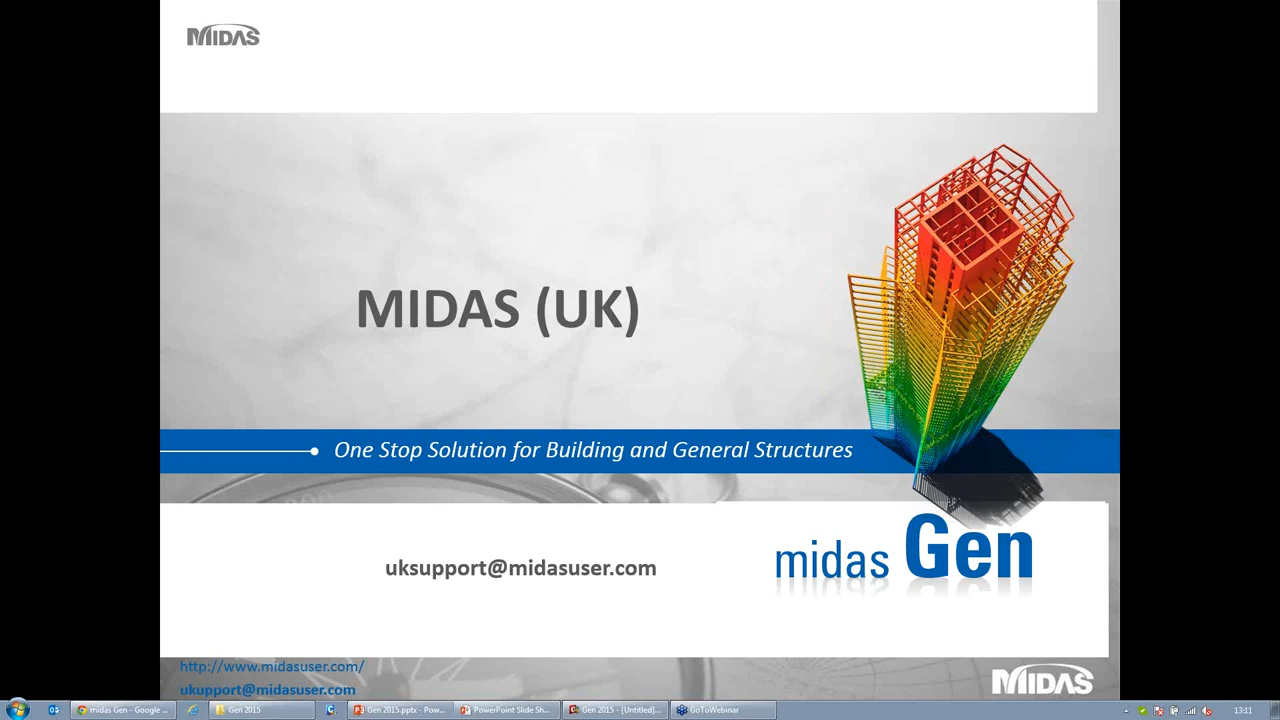 MIDAS
MIDAS (UK)
One Stop Solution for Building and General Structures
uksupport@midasuser.com
midas Gen
http://www.midasuser.com/
ukupport@midasuser.com
MIDAS
midas Gen - Google ...
Gen 2015
Gen 2015.pptx - Pow...
PowerPoint Slide Sh...
Gen 2015 - [Untitled]...
GoToWebinar
13:11